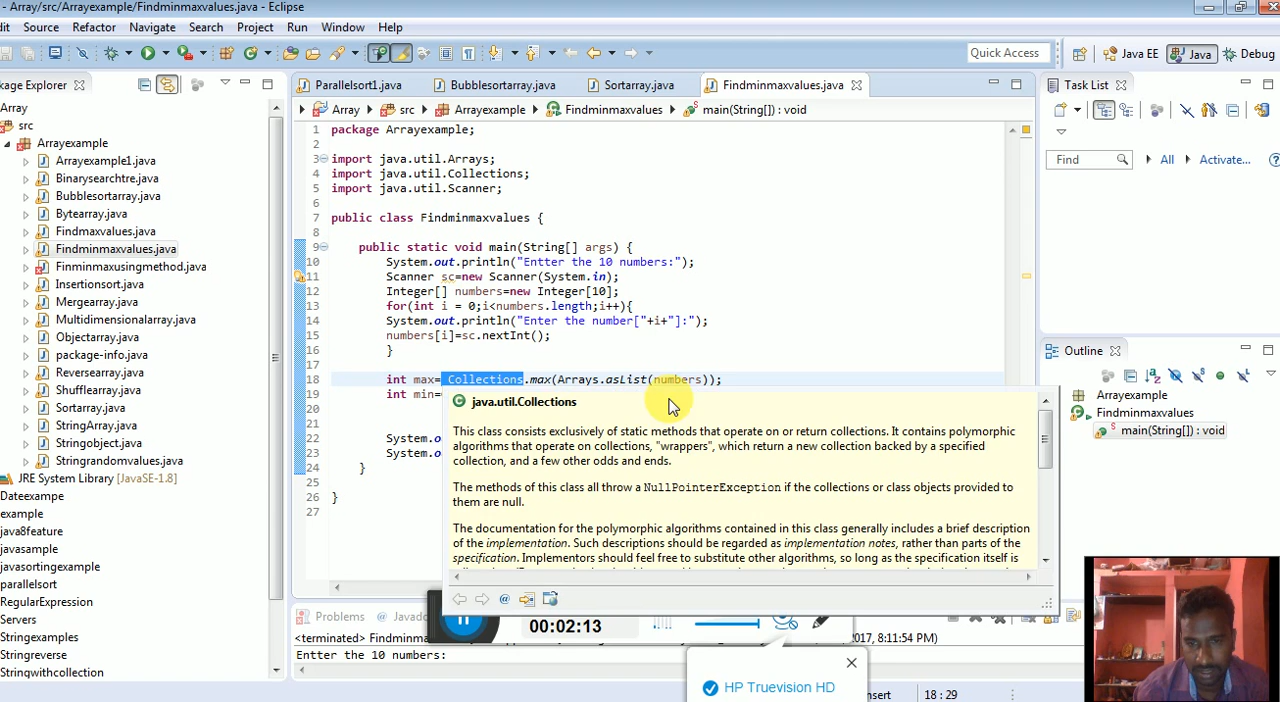 - Array/src/Arrayexample/Findminmaxvalues.java - Eclipse
dit Source Refactor Navigate Search Project Run Window Help
Quick Access
Java EE
Java
Debug
ckage Explorer
Parallelsort1.java
Bubblesortarray.java
Sortarray.java
Findminmaxvalues.java
Task List
Array
src
Arrayexample
Findminmaxvalues
main(String[]) : void
Array
src
Arrayexample
Arrayexample1.java
Binarysearchtre.java
Bubblesortarray.java
Bytearray.java
Findmaxvalues.java
Findminmaxvalues.java
Finminmaxusingmethod.java
Insertionsort.java
Mergearray.java
Multidimensionalarray.java
Objectarray.java
package-info.java
Reversearray.java
Shufflearray.java
Sortarray.java
StringArray.java
Stringobject.java
Stringrandomvalues.java
JRE System Library [JavaSE-1.8]
Dateexampe
example
java8feature
javasample
javasortingexample
parallelsort
RegularExpression
Servers
Stringexamples
Stringreverse
Stringwithcollection
1 package Arrayexample;
2
3 import java.util.Arrays;
4 import java.util.Collections;
5 import java.util.Scanner;
6
7 public class Findminmaxvalues {
8
9 public static void main(String[] args) {
10 System.out.println("Entter the 10 numbers:");
11 Scanner sc=new Scanner(System.in);
12 Integer[] numbers=new Integer[10];
13 for(int i = 0;i<numbers.length;i++){
14 System.out.println("Enter the number["+i+"]:");
15 numbers[i]=sc.nextInt();
16 }
17
18 int max= Collections.max(Arrays.asList(numbers));
19 int min=
20
21
22 System.o
23 System.o
24 }
25
26 }
27
java.util.Collections
This class consists exclusively of static methods that operate on or return collections. It contains polymorphic
algorithms that operate on collections, "wrappers", which return a new collection backed by a specified
collection, and a few other odds and ends.
The methods of this class all throw a NullPointerException if the collections or class objects provided to
them are null.
The documentation for the polymorphic algorithms contained in this class generally includes a brief description
of the implementation. Such descriptions should be regarded as implementation notes, rather than parts of the
specification. Implementors should feel free to substitute other algorithms, so long as the specification itself is
Find
All
Activate...
Outline
Arrayexample
Findminmaxvalues
main(String[]) : void
Problems
Javado
00:02:13
<terminated> Findmin
2017, 8:11:54 PM)
Entter the 10 numbers:
HP Truevision HD
nsert
18 : 29